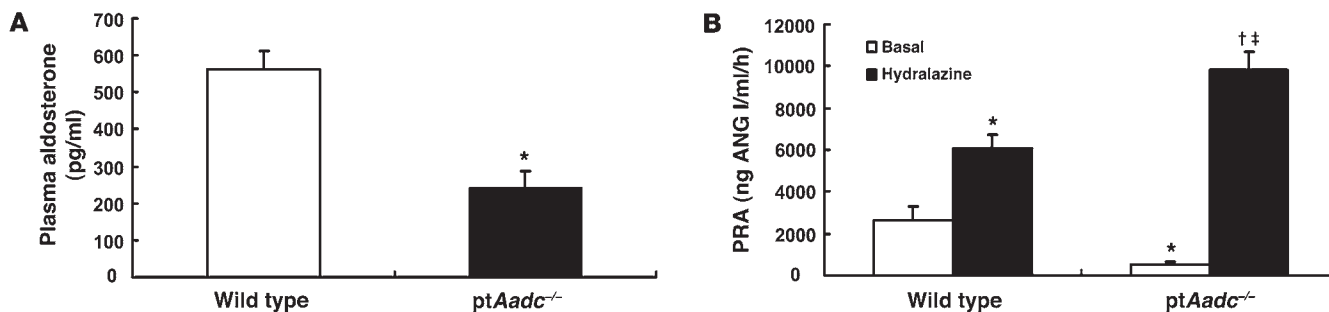 A
Plasma aldosterone
(pg/ml)
700
600
500
400
300
200
100
0
*
Wild type
ptAadc–/–
B
PRA (ng ANG I/ml/h)
12000
10000
8000
6000
4000
2000
0
Basal
Hydralazine
*
*
† ‡
Wild type
ptAadc–/–